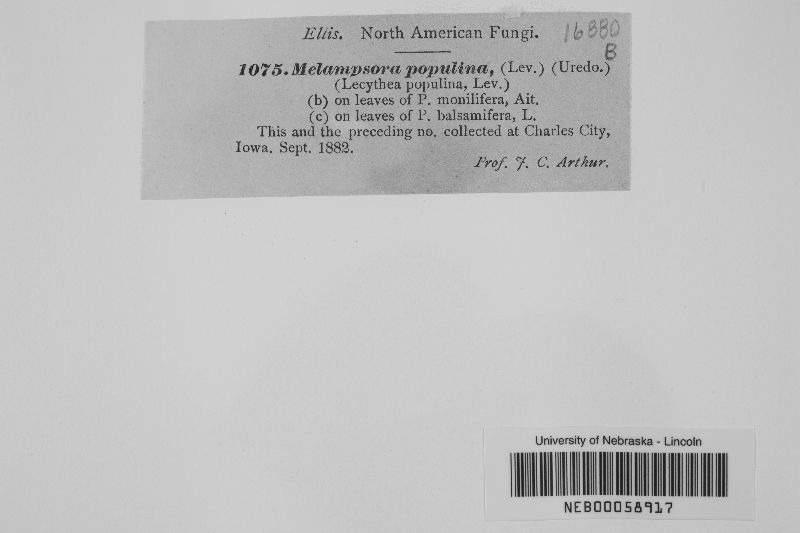 Ellis. North American Fungi. 16880
B
1075. Melampsora populina, (Lev.) (Uredo.)
(Lecythea populina, Lev.)
(b) on leaves of P. monilifera, Ait.
(c) on leaves of P. balsamifera, L.
This and the preceding no. collected at Charles City,
Iowa. Sept. 1882.
Prof. J. C. Arthur.
University of Nebraska - Lincoln
NEB00058917